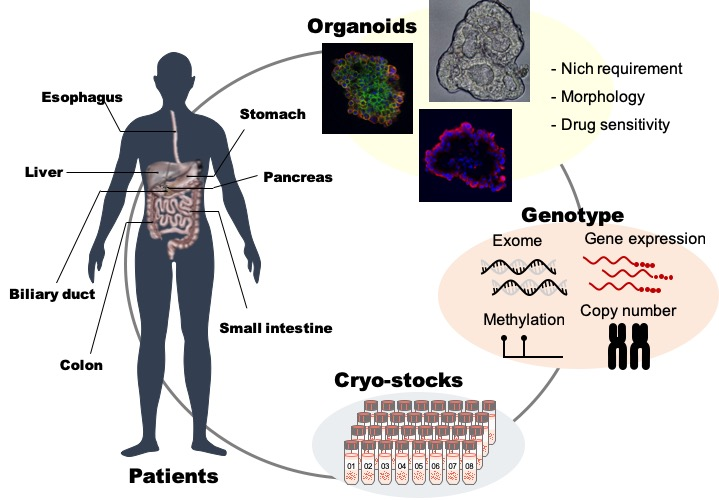 Organoids
- Nich requirement
- Morphology
- Drug sensitivity
Esophagus
Stomach
Liver
Pancreas
Biliary duct
Small intestine
Colon
Patients
Genotype
Exome
Gene expression
Methylation
Copy number
Cryo-stocks
01 02 03 04 05 06 07 08